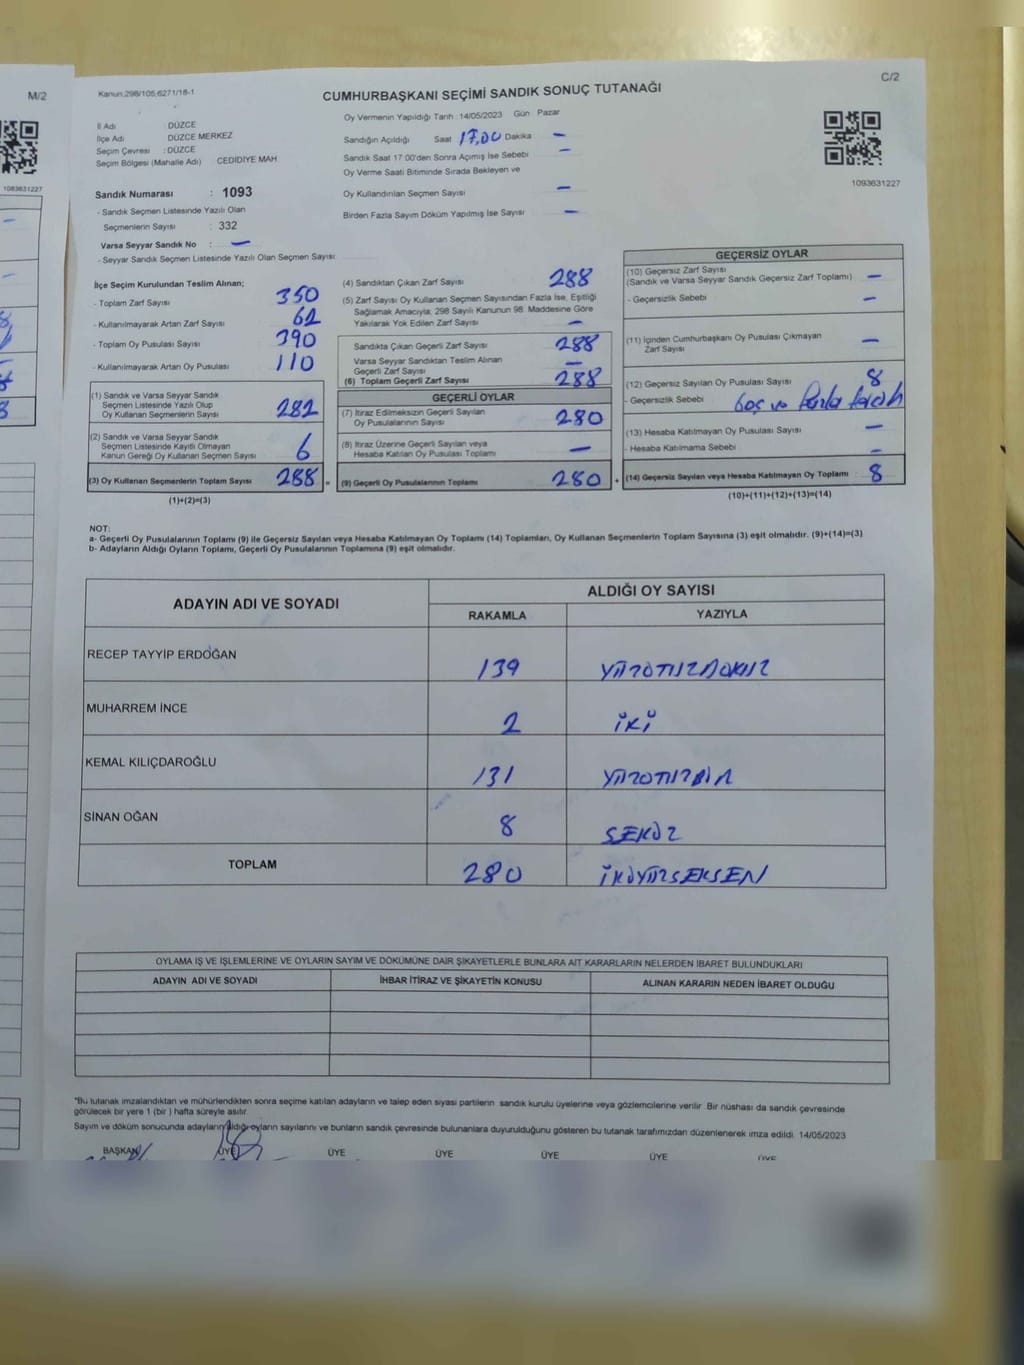 M/2
1093631227
C/2
Kanun:298/105;6271/18-1
CUMHURBAŞKANI SEÇİMİ SANDIK SONUÇ TUTANAĞI
İl Adı : DÜZCE
İlçe Adı : DÜZCE MERKEZ
Seçim Çevresi : DÜZCE
Seçim Bölgesi (Mahalle Adı) CEDİDİYE MAH.
Sandık Numarası : 1093
- Sandık Seçmen Listesinde Yazılı Olan
Seçmenlerin Sayısı : 332
Varsa Seyyar Sandık No : —
- Seyyar Sandık Seçmen Listesinde Yazılı Olan Seçmen Sayısı:
Oy Vermenin Yapıldığı Tarih : 14/05/2023 Gün Pazar
Sandığın Açıldığı Saat 17,00 Dakika —
Sandık Saat 17:00'den Sonra Açılmış İse Sebebi —
Oy Verme Saati Bitiminde Sırada Bekleyen ve
Oy Kullandırılan Seçmen Sayısı —
Birden Fazla Sayım Döküm Yapılmış İse Sayısı —
1093631227
İlçe Seçim Kurulundan Teslim Alınan;
- Toplam Zarf Sayısı 350
- Kullanılmayarak Artan Zarf Sayısı 62
- Toplam Oy Pusulası Sayısı 390
- Kullanılmayarak Artan Oy Pusulası 110
(1) Sandık ve Varsa Seyyar Sandık
Seçmen Listesinde Yazılı Olup
Oy Kullanan Seçmenlerin Sayısı 282
(2) Sandık ve Varsa Seyyar Sandık
Seçmen Listesinde Kayıtlı Olmayan
Kanun Gereği Oy Kullanan Seçmen Sayısı 6
(3) Oy Kullanan Seçmenlerin Toplam Sayısı 288 =
(1)+(2)=(3)
(4) Sandıktan Çıkan Zarf Sayısı 288
(5) Zarf Sayısı Oy Kullanan Seçmen Sayısından Fazla İse, Eşitliği
Sağlamak Amacıyla; 298 Sayılı Kanunun 98. Maddesine Göre
Yakılarak Yok Edilen Zarf Sayısı —
Sandıkta Çıkan Geçerli Zarf Sayısı 288
Varsa Seyyar Sandıktan Teslim Alınan
Geçerli Zarf Sayısı —
(6) Toplam Geçerli Zarf Sayısı 288
GEÇERLİ OYLAR
(7) İtiraz Edilmeksizin Geçerli Sayılan
Oy Pusulalarının Sayısı 280
(8) İtiraz Üzerine Geçerli Sayılan veya
Hesaba Katılan Oy Pusulası Toplamı —
(9) Geçerli Oy Pusulalarının Toplamı 280 +
GEÇERSİZ OYLAR
(10) Geçersiz Zarf Sayısı
(Sandık ve Varsa Seyyar Sandık Geçersiz Zarf Toplamı) —
- Geçersizlik Sebebi —
(11) İçinden Cumhurbaşkanı Oy Pusulası Çıkmayan
Zarf Sayısı —
(12) Geçersiz Sayılan Oy Pusulası Sayısı 8
- Geçersizlik Sebebi boş ve fazla tercih
(13) Hesaba Katılmayan Oy Pusulası Sayısı —
- Hesaba Katılmama Sebebi —
(14) Geçersiz Sayılan veya Hesaba Katılmayan Oy Toplamı 8
(10)+(11)+(12)+(13)=(14)
NOT:
a- Geçerli Oy Pusulalarının Toplamı (9) ile Geçersiz Sayılan veya Hesaba Katılmayan Oy Toplamı (14) Toplamları, Oy Kullanan Seçmenlerin Toplam Sayısına (3) eşit olmalıdır. (9)+(14)=(3)
b- Adayların Aldığı Oyların Toplamı, Geçerli Oy Pusulalarının Toplamına (9) eşit olmalıdır.
ADAYIN ADI VE SOYADI
ALDIĞI OY SAYISI
RAKAMLA YAZIYLA
RECEP TAYYİP ERDOĞAN 139 YÜZOTUZDOKUZ
MUHARREM İNCE 2 İKİ
KEMAL KILIÇDAROĞLU 131 YÜZOTUZBİR
SİNAN OĞAN 8 SEKİZ
TOPLAM 280 İKİYÜZSEKSEN
OYLAMA İŞ VE İŞLEMLERİNE VE OYLARIN SAYIM VE DÖKÜMÜNE DAİR ŞİKAYETLERLE BUNLARA AİT KARARLARIN NELERDEN İBARET BULUNDUKLARI
ADAYIN ADI VE SOYADI İHBAR İTİRAZ VE ŞİKAYETİN KONUSU ALINAN KARARIN NEDEN İBARET OLDUĞU
*Bu tutanak imzalandıktan ve mühürlendikten sonra seçime katılan adayların ve talep eden siyasi partilerin sandık kurulu üyelerine veya gözlemcilerine verilir. Bir nüshası da sandık çevresinde
görülecek bir yere 1 (bir ) hafta süreyle asılır.
Sayım ve döküm sonucunda adayların aldığı oyların sayılarını ve bunların sandık çevresinde bulunanlara duyurulduğunu gösteren bu tutanak tarafımızdan düzenlenerek imza edildi. 14/05/2023
BAŞKAN ÜYE ÜYE ÜYE ÜYE ÜYE ÜYE